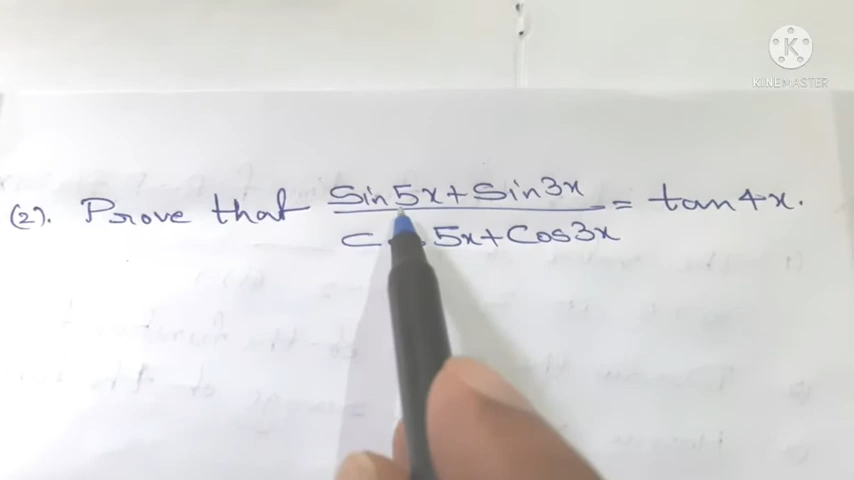 KINEMASTER
(2). Prove that Sin5x+Sin3x / 5x+Cos3x = tan4x.